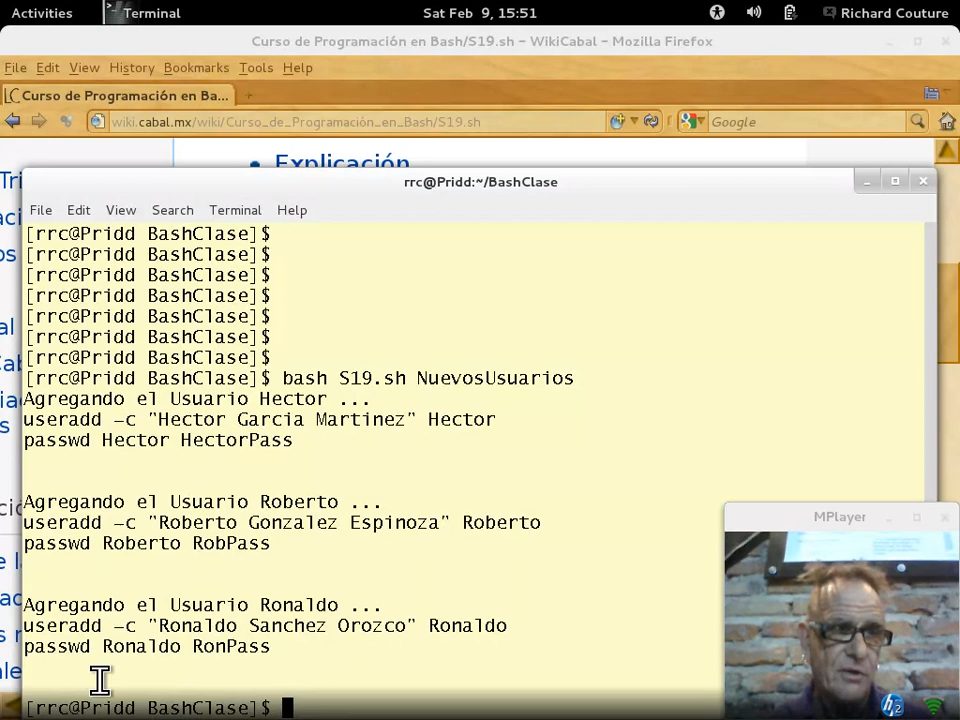 Activities Terminal Sat Feb 9, 15:51 Richard Couture
Curso de Programación en Bash/S19.sh – WikiCabal – Mozilla Firefox
File Edit View History Bookmarks Tools Help
Curso de Programación en Ba...
wiki.cabal.mx/wiki/Curso_de_Programación_en_Bash/S19.sh Google
• Explicación
rrc@Pridd:~/BashClase
File Edit View Search Terminal Help
[rrc@Pridd BashClase]$
[rrc@Pridd BashClase]$
[rrc@Pridd BashClase]$
[rrc@Pridd BashClase]$
[rrc@Pridd BashClase]$
[rrc@Pridd BashClase]$
[rrc@Pridd BashClase]$
[rrc@Pridd BashClase]$ bash S19.sh NuevosUsuarios
Agregando el Usuario Hector ...
useradd –c "Hector Garcia Martinez" Hector
passwd Hector HectorPass
Agregando el Usuario Roberto ...
useradd –c "Roberto Gonzalez Espinoza" Roberto
passwd Roberto RobPass
Agregando el Usuario Ronaldo ...
useradd –c "Ronaldo Sanchez Orozco" Ronaldo
passwd Ronaldo RonPass
[rrc@Pridd BashClase]$
MPlayer